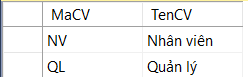 MaCV TenCV
NV Nhân viên
QL Quản lý